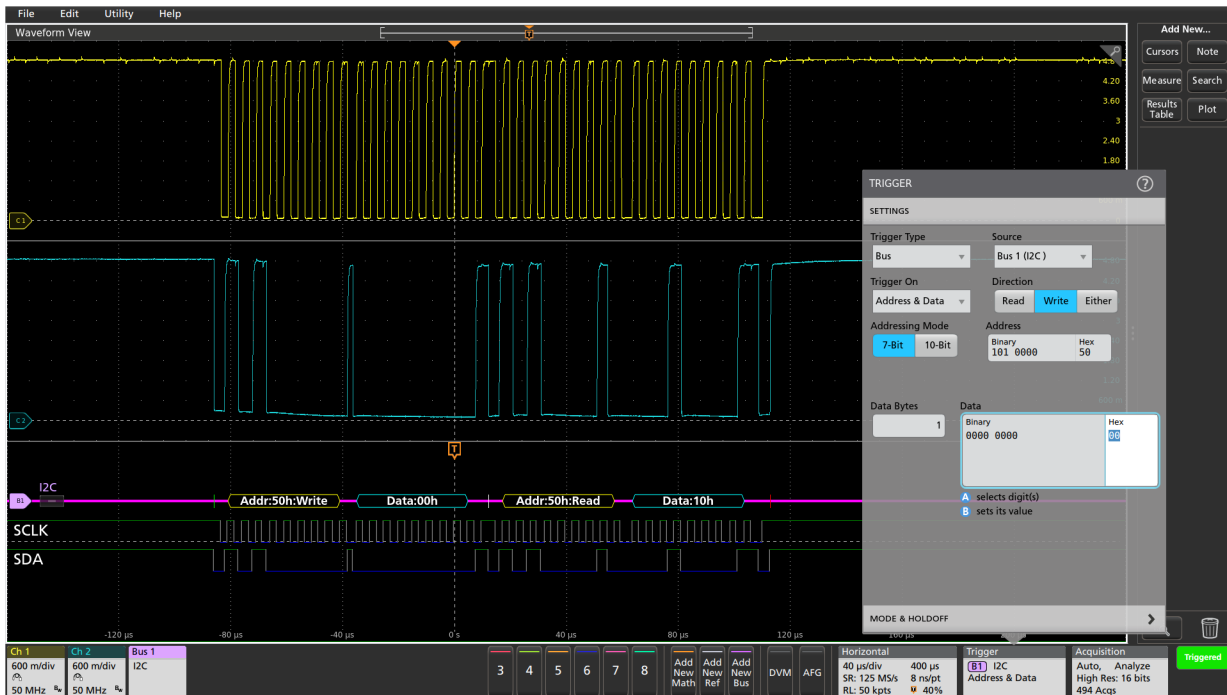 File Edit Utility Help
Waveform View
Add New...
Cursors Note
Measure Search
Results Table Plot
4.20
3.60
3
2.40
1.80
C1
C2
TRIGGER ?
SETTINGS
Trigger Type Source
Bus Bus 1 (I2C )
Trigger On Direction
Address & Data Read Write Either
Addressing Mode Address
7-Bit 10-Bit Binary Hex
101 0000 50
Data Bytes Data
1 Binary Hex
0000 0000 00
A selects digit(s)
B sets its value
MODE & HOLDOFF
T
B1 I2C
Addr:50h:Write Data:00h Addr:50h:Read Data:10h
SCLK
SDA
-120 µs -80 µs -40 µs 0 s 40 µs 80 µs 120 µs 160 µs
Ch 1
600 m/div
50 MHz Bw
Ch 2
600 m/div
50 MHz Bw
Bus 1
I2C
3 4 5 6 7 8
Add New Math
Add New Ref
Add New Bus
DVM AFG
Horizontal
40 µs/div 400 µs
SR: 125 MS/s 8 ns/pt
RL: 50 kpts 40%
Trigger
B1 I2C
Address & Data
Acquisition
Auto, Analyze
High Res: 16 bits
494 Acqs
Triggered